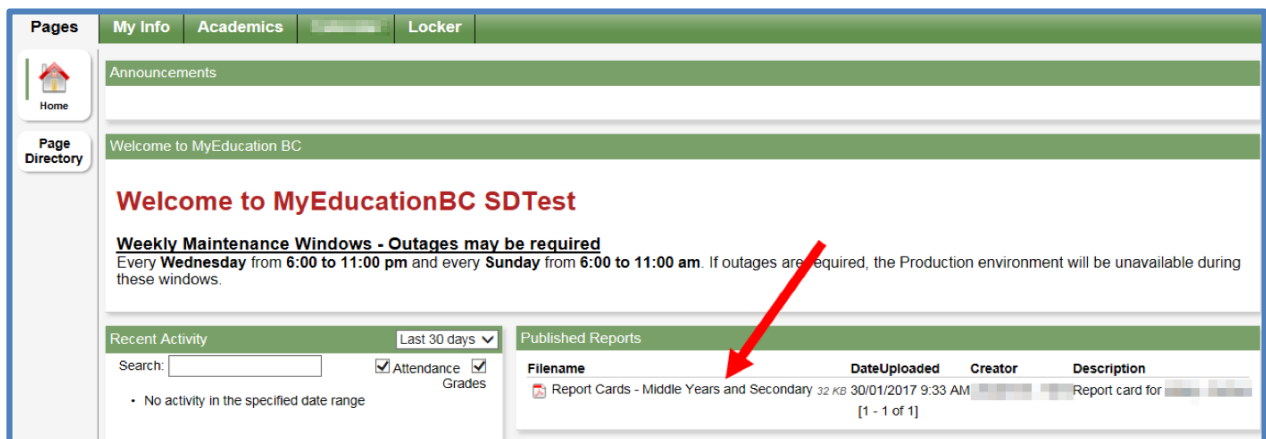 Pages My Info Academics Locker
Home
Page
Directory
Announcements
Welcome to MyEducation BC
Welcome to MyEducationBC SDTest
Weekly Maintenance Windows - Outages may be required
Every Wednesday from 6:00 to 11:00 pm and every Sunday from 6:00 to 11:00 am. If outages are required, the Production environment will be unavailable during
these windows.
Recent Activity Last 30 days
Search: Attendance
Grades
No activity in the specified date range
Published Reports
Filename DateUploaded Creator Description
Report Cards - Middle Years and Secondary 32 KB 30/01/2017 9:33 AM Report card for
[1 - 1 of 1]